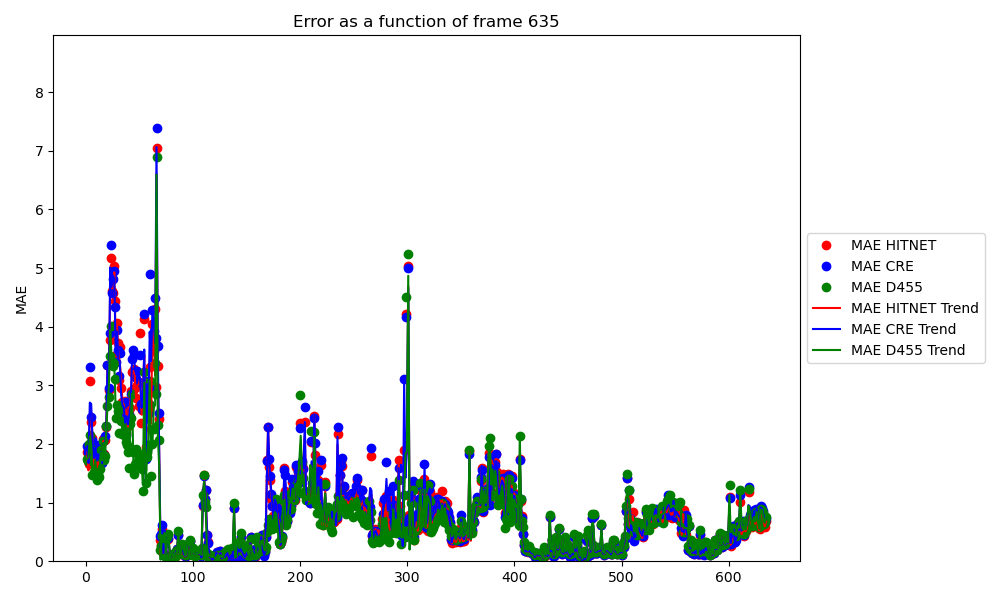 Error as a function of frame 635
MAE
8
7
6
5
4
3
2
1
0
0 100 200 300 400 500 600
MAE HITNET
MAE CRE
MAE D455
MAE HITNET Trend
MAE CRE Trend
MAE D455 Trend